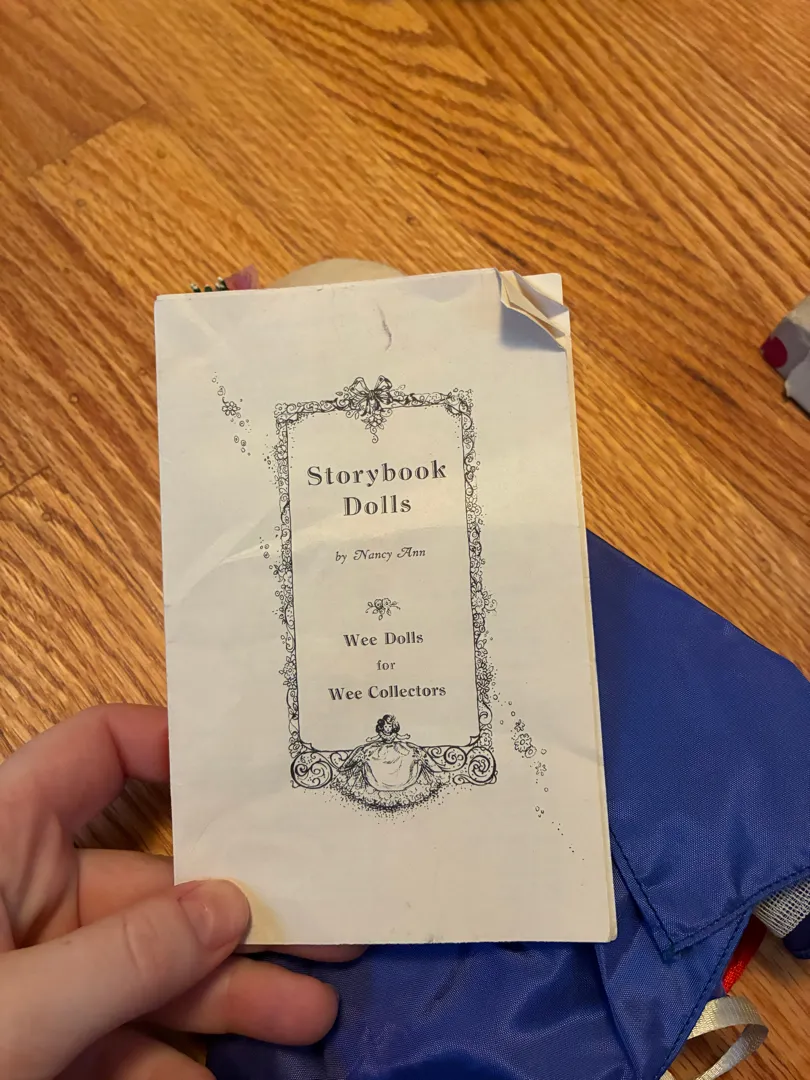 Storybook
Dolls
by Nancy Ann
Wee Dolls
for
Wee Collectors